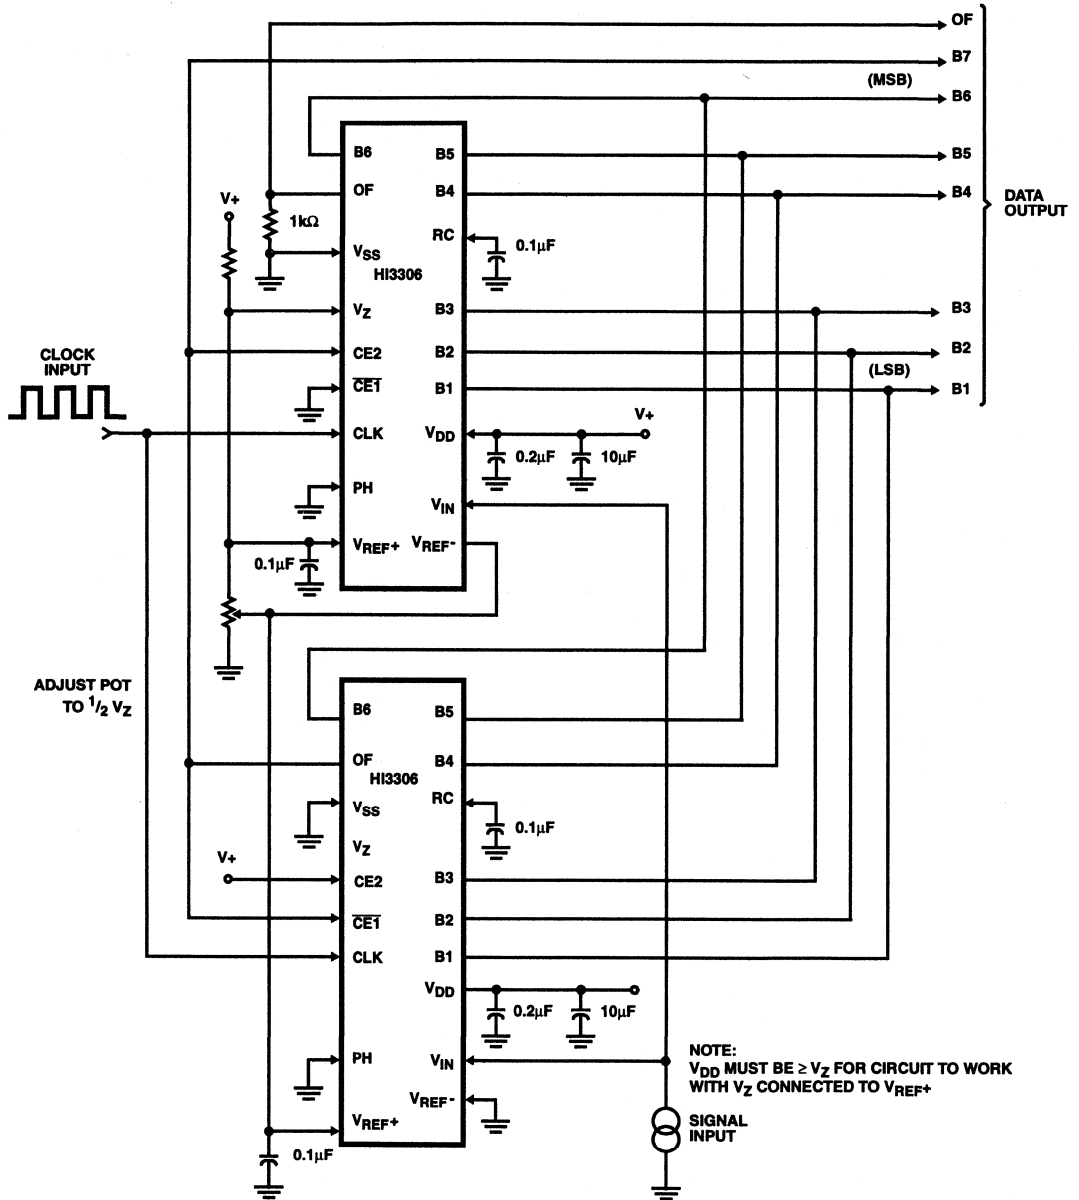 OF
B7
(MSB)
B6
B6
B5
B5
OF
B4
B4
DATA
OUTPUT
V+
1kΩ
VSS
RC
0.1µF
HI3306
VZ
B3
B3
CLOCK
INPUT
CE2
B2
B2
(LSB)
CE1
B1
B1
CLK
VDD
V+
0.2µF
10µF
PH
VIN
VREF+
VREF-
0.1µF
ADJUST POT
TO 1/2 VZ
B6
B5
OF
B4
HI3306
VSS
RC
0.1µF
VZ
V+
CE2
B3
CE1
B2
CLK
B1
VDD
0.2µF
10µF
PH
VIN
NOTE:
VDD MUST BE ≥ VZ FOR CIRCUIT TO WORK
WITH VZ CONNECTED TO VREF+
VREF-
VREF+
SIGNAL
INPUT
0.1µF